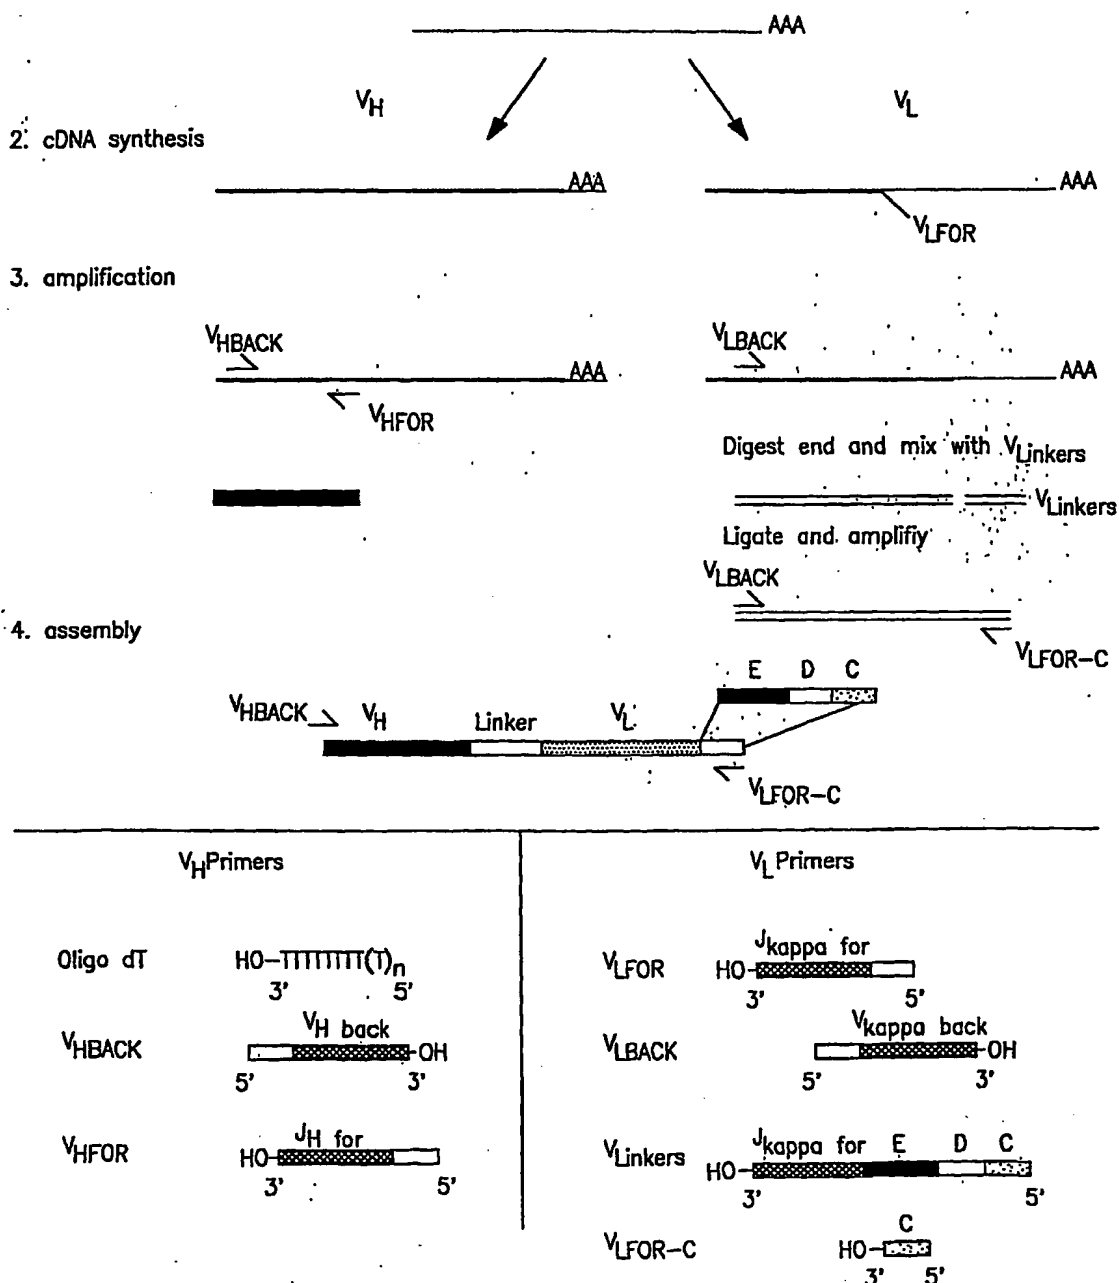 AAA
VH VL
2. cDNA synthesis
AAA AAA
VLFOR
3. amplification
VHBACK VLBACK
AAA AAA
VHFOR
Digest end and mix with VLinkers
VLinkers
Ligate and amplifiy
VLBACK
4. assembly
VLFOR-C
E D C
VHBACK VH Linker VL
VLFOR-C
VH Primers VL Primers
Oligo dT HO-TTTTTTTT(T)n
3' 5'
VLFOR HO- Jkappa for
3' 5'
VHBACK VH back -OH
5' 3'
VLBACK Vkappa back -OH
5' 3'
VHFOR HO- JH for
3' 5'
VLinkers HO- Jkappa for E D C
3' 5'
VLFOR-C HO- C
3' 5'